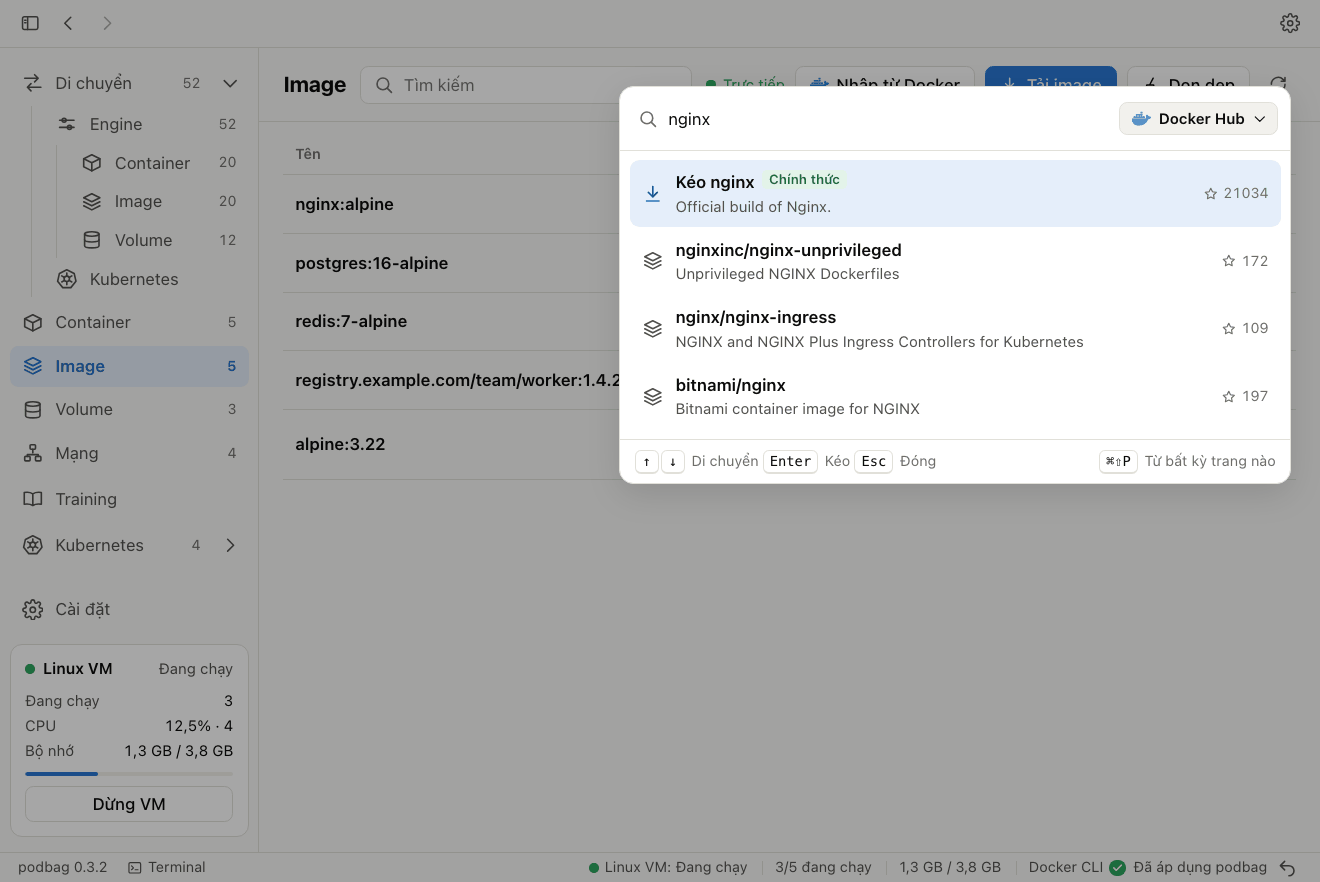 Di chuyển 52
Engine 52
Container 20
Image 20
Volume 12
Kubernetes
Container 5
Image 5
Volume 3
Mạng 4
Training
Kubernetes 4
Cài đặt
Linux VM Đang chạy
Đang chạy 3
CPU 12,5% · 4
Bộ nhớ 1,3 GB / 3,8 GB
Dừng VM
Image
Tìm kiếm
Trực tiếp
Nhập từ Docker
Tải image
Dọn dẹp
Tên
nginx:alpine
postgres:16-alpine
redis:7-alpine
registry.example.com/team/worker:1.4.2
alpine:3.22
nginx
Docker Hub
Kéo nginx Chính thức
Official build of Nginx.
21034
nginxinc/nginx-unprivileged
Unprivileged NGINX Dockerfiles
172
nginx/nginx-ingress
NGINX and NGINX Plus Ingress Controllers for Kubernetes
109
bitnami/nginx
Bitnami container image for NGINX
197
↑ ↓ Di chuyển Enter Kéo Esc Đóng
⌘⇧P Từ bất kỳ trang nào
podbag 0.3.2 Terminal
Linux VM: Đang chạy 3/5 đang chạy 1,3 GB / 3,8 GB Docker CLI Đã áp dụng podbag